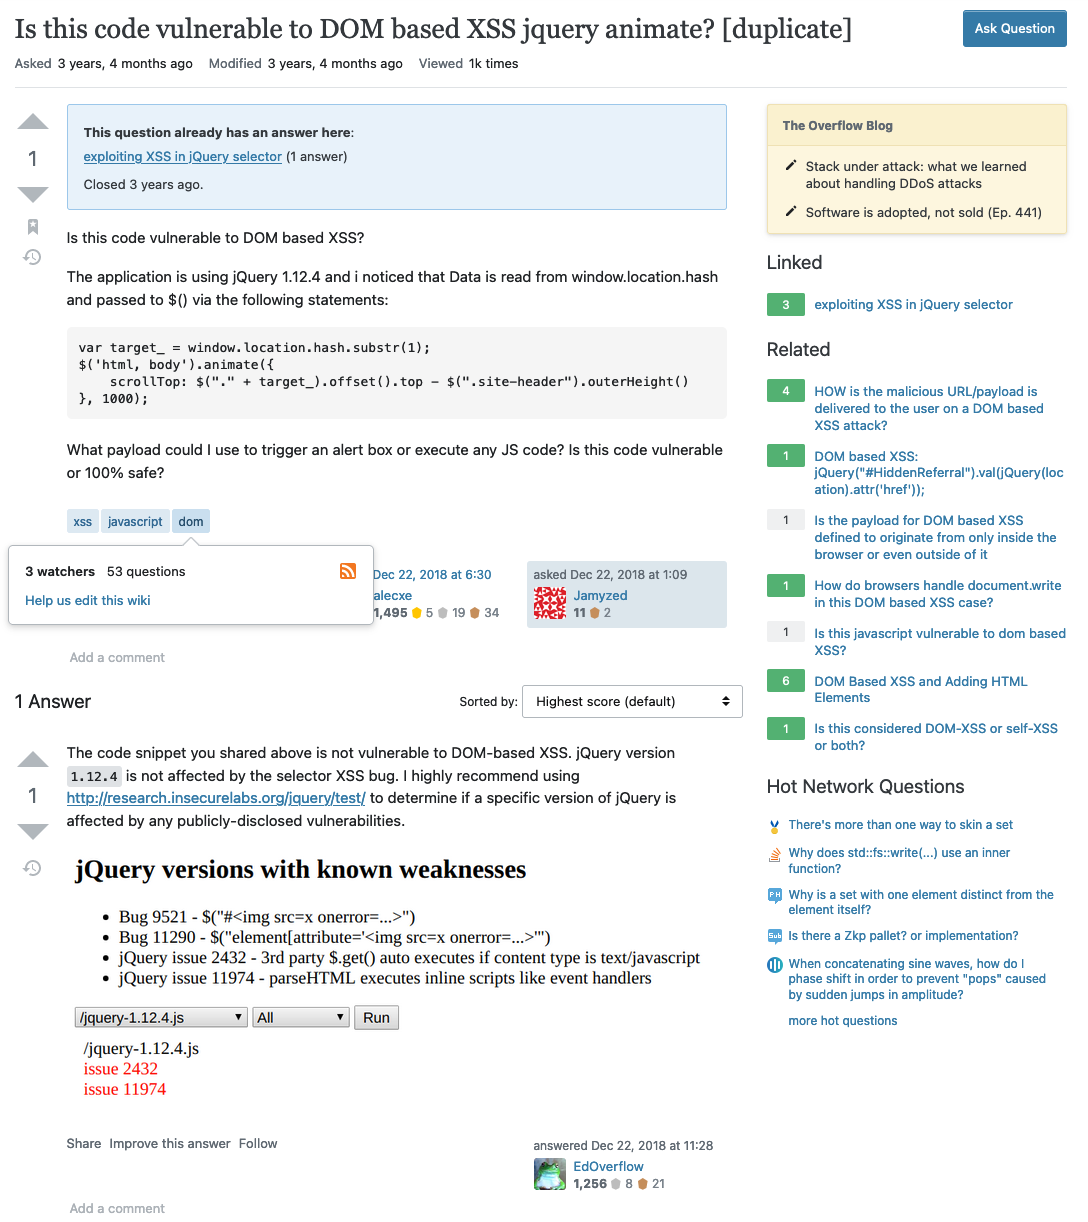 Is this code vulnerable to DOM based XSS jquery animate? [duplicate]
Ask Question
Asked 3 years, 4 months ago Modified 3 years, 4 months ago Viewed 1k times
1
This question already has an answer here:
exploiting XSS in jQuery selector (1 answer)
Closed 3 years ago.
Is this code vulnerable to DOM based XSS?
The application is using jQuery 1.12.4 and i noticed that Data is read from window.location.hash
and passed to $() via the following statements:
var target_ = window.location.hash.substr(1);
$('html, body').animate({
    scrollTop: $("." + target_).offset().top - $(".site-header").outerHeight()
}, 1000);
What payload could I use to trigger an alert box or execute any JS code? Is this code vulnerable
or 100% safe?
xss javascript dom
3 watchers 53 questions
Help us edit this wiki
Dec 22, 2018 at 6:30
alecxe
1,495 5 19 34
asked Dec 22, 2018 at 1:09
Jamyzed
11 2
Add a comment
1 Answer
Sorted by: Highest score (default)
1
The code snippet you shared above is not vulnerable to DOM-based XSS. jQuery version
1.12.4 is not affected by the selector XSS bug. I highly recommend using
http://research.insecurelabs.org/jquery/test/ to determine if a specific version of jQuery is
affected by any publicly-disclosed vulnerabilities.
jQuery versions with known weaknesses
• Bug 9521 - $("#<img src=x onerror=...>")
• Bug 11290 - $("element[attribute='<img src=x onerror=...>'")
• jQuery issue 2432 - 3rd party $.get() auto executes if content type is text/javascript
• jQuery issue 11974 - parseHTML executes inline scripts like event handlers
/jquery-1.12.4.js All Run
/jquery-1.12.4.js
issue 2432
issue 11974
Share Improve this answer Follow
answered Dec 22, 2018 at 11:28
EdOverflow
1,256 8 21
Add a comment
The Overflow Blog
Stack under attack: what we learned
about handling DDoS attacks
Software is adopted, not sold (Ep. 441)
Linked
3 exploiting XSS in jQuery selector
Related
4 HOW is the malicious URL/payload is
delivered to the user on a DOM based
XSS attack?
1 DOM based XSS:
jQuery("#HiddenReferral").val(jQuery(loc
ation).attr('href'));
1 Is the payload for DOM based XSS
defined to originate from only inside the
browser or even outside of it
1 How do browsers handle document.write
in this DOM based XSS case?
1 Is this javascript vulnerable to dom based
XSS?
6 DOM Based XSS and Adding HTML
Elements
1 Is this considered DOM-XSS or self-XSS
or both?
Hot Network Questions
There's more than one way to skin a set
Why does std::fs::write(...) use an inner
function?
PH Why is a set with one element distinct from the
element itself?
Sub Is there a Zkp pallet? or implementation?
When concatenating sine waves, how do I
phase shift in order to prevent "pops" caused
by sudden jumps in amplitude?
more hot questions